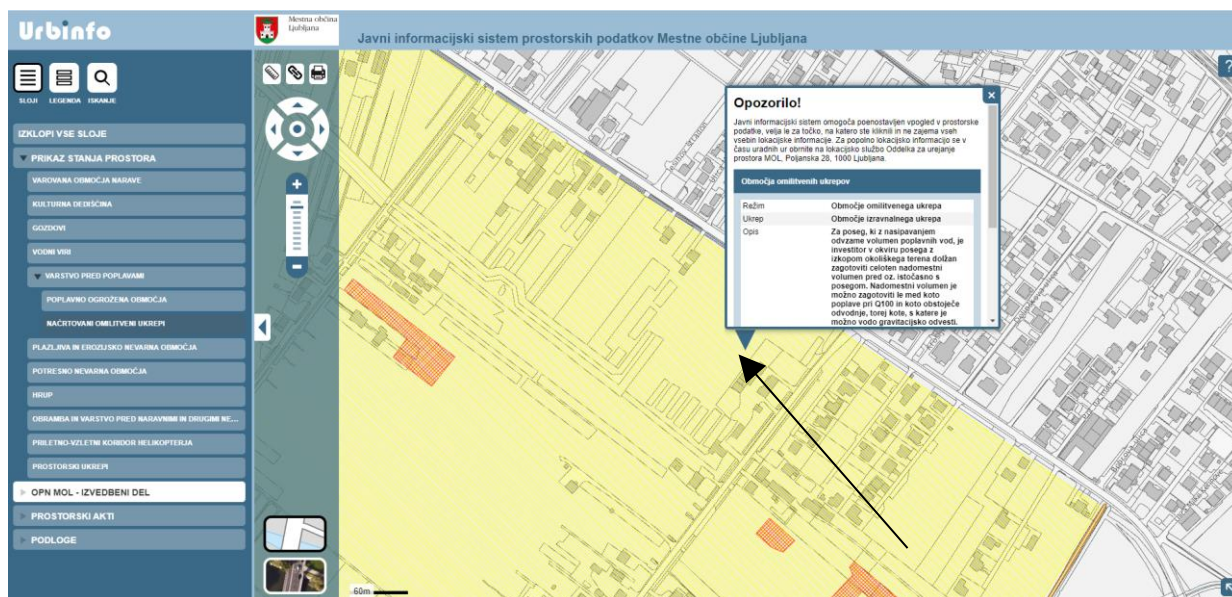 Urbinfo
Mestna občina
Ljubljana
Javni informacijski sistem prostorskih podatkov Mestne občine Ljubljana
?
SLOJI
LEGENDA
ISKANJE
IZKLOPI VSE SLOJE
PRIKAZ STANJA PROSTORA
VAROVANA OBMOČJA NARAVE
KULTURNA DEDIŠČINA
GOZDOVI
VODNI VIRI
VARSTVO PRED POPLAVAMI
POPLAVNO OGROŽENA OBMOČJA
NAČRTOVANI OMILITVENI UKREPI
PLAZLJIVA IN EROZIJSKO NEVARNA OBMOČJA
POTRESNO NEVARNA OBMOČJA
HRUP
OBRAMBA IN VARSTVO PRED NARAVNIMI IN DRUGIMI NE...
PRILETNO-VZLETNI KORIDOR HELIKOPTERJA
PROSTORSKI UKREPI
OPN MOL - IZVEDBENI DEL
PROSTORSKI AKTI
PODLOGE
Opozorilo!
Javni informacijski sistem omogoča poenostavljen vpogled v prostorske
podatke, velja le za točko, na katero ste kliknili in ne zajema vseh
vsebin lokacijske informacije. Za popolno lokacijsko informacijo se v
času uradnih ur obrnite na lokacijsko službo Oddelka za urejanje
prostora MOL, Poljanska 28, 1000 Ljubljana.
Območja omilitvenih ukrepov
Režim Območje omilitvenega ukrepa
Ukrep Območje izravnalnega ukrepa
Opis Za poseg, ki z nasipavanjem
odvzame volumen poplavnih vod, je
investitor v okviru posega z
izkopom okoliškega terena dolžan
zagotoviti celoten nadomestni
volumen pred oz. istočasno s
posegom. Nadomestni volumen je
možno zagotoviti le med koto
poplave pri Q100 in koto obstoječe
odvodnje, torej kote, s katere je
možno vodo gravitacijsko odvesti.
60m